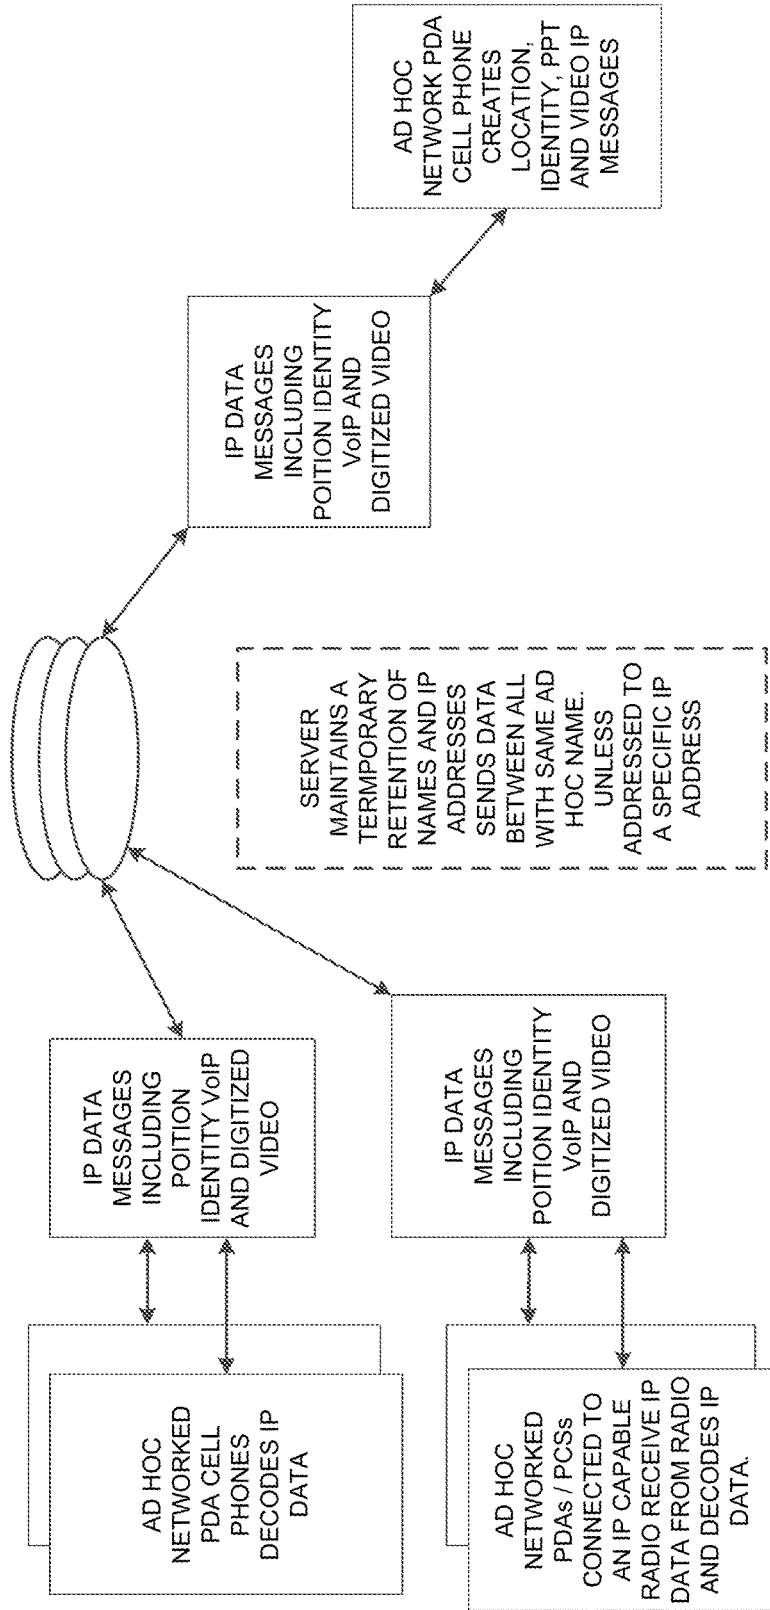 AD HOC
NETWORKED
PDA CELL
PHONES
DECODES IP
DATA
AD HOC
NETWORKED
PDAs / PCSs
CONNECTED TO
AN IP CAPABLE
RADIO RECEIVE IP
DATA FROM RADIO
AND DECODES IP
DATA.
IP DATA
MESSAGES
INCLUDING
POITION
IDENTITY VoIP
AND DIGITIZED
VIDEO
IP DATA
MESSAGES
INCLUDING
POITION IDENTITY
VoIP AND
DIGITIZED VIDEO
SERVER
MAINTAINS A
TERMPORARY
RETENTION OF
NAMES AND IP
ADDRESSES
SENDS DATA
BETWEEN ALL
WITH SAME AD
HOC NAME.
UNLESS
ADDRESSED TO
A SPECIFIC IP
ADDRESS
IP DATA
MESSAGES
INCLUDING
POITION IDENTITY
VoIP AND
DIGITIZED VIDEO
AD HOC
NETWORK PDA
CELL PHONE
CREATES
LOCATION,
IDENTITY, PPT
AND VIDEO IP
MESSAGES